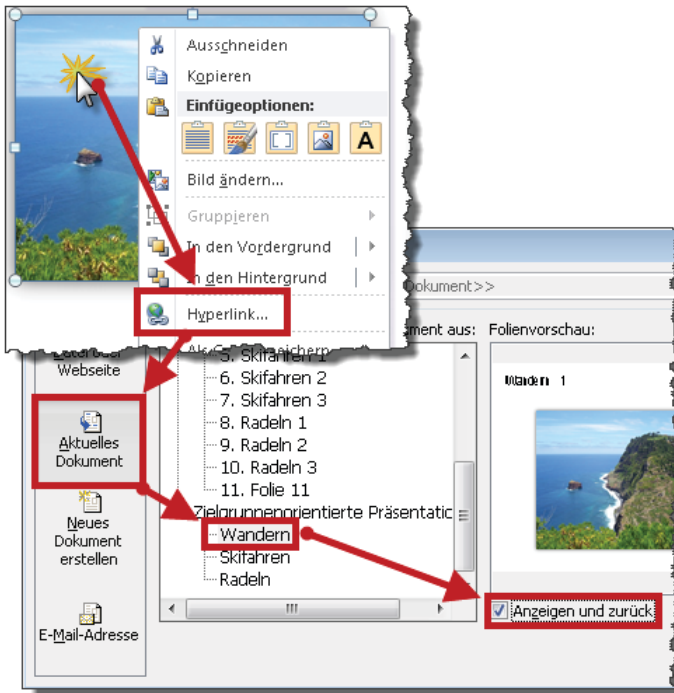 Ausschneiden
Kopieren
Einfügeoptionen:
A
Bild ändern...
Gruppieren
In den Vordergrund
In den Hintergrund
Hyperlink...
Dokument>>
ment aus:
Folienvorschau:
Webseite
5. Skifahren 1
6. Skifahren 2
7. Skifahren 3
8. Radeln 1
9. Radeln 2
10. Radeln 3
11. Folie 11
Zielgruppenorientierte Präsentatic
Wandern
Skifahren
Radeln
Aktuelles
Dokument
Neues
Dokument
erstellen
E-Mail-Adresse
Wandern 1
Anzeigen und zurück